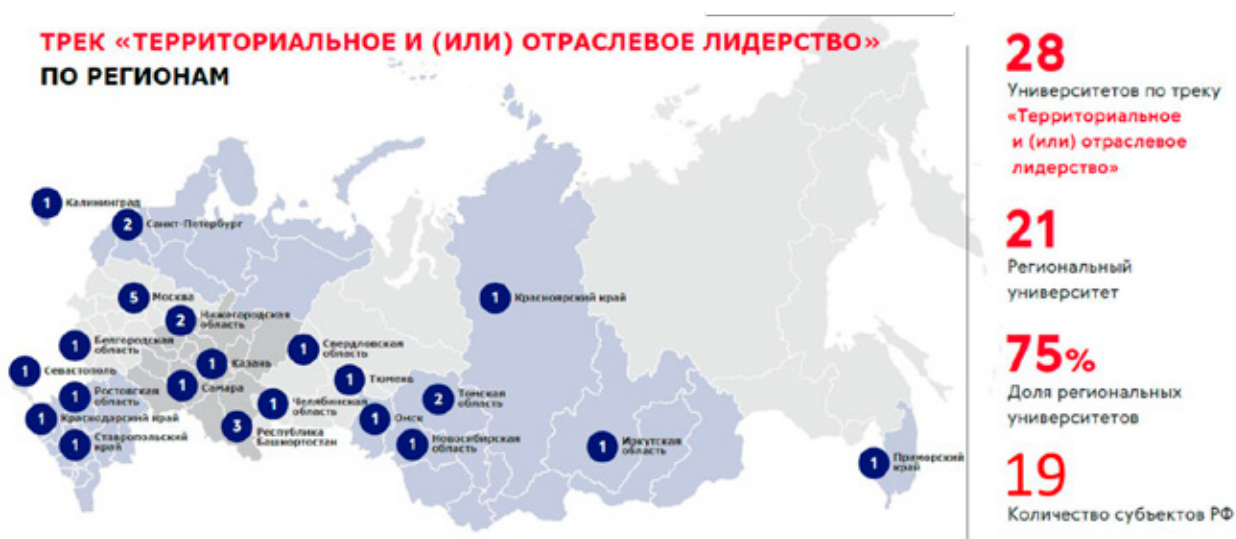 ТРЕК «ТЕРРИТОРИАЛЬНОЕ И (ИЛИ) ОТРАСЛЕВОЕ ЛИДЕРСТВО»
ПО РЕГИОНАМ
1 Калининград
2 Санкт-Петербург
5 Москва
2 Нижегородская
область
1 Красноярский край
1 Белгородская
область
1 Казань
1 Свердловская
область
1 Севастополь
1 Ростовская
область
1 Самара
1 Тюмень
1 Челябинская
область
2 Томская
область
1 Краснодарский край
1 Ставропольский
край
3 Республика
Башкортостан
1 Омск
1 Новосибирская
область
1 Иркутская
область
1 Приморский
край
28
Университетов по треку
«Территориальное
и (или) отраслевое
лидерство»
21
Региональный
университет
75%
Доля региональных
университетов
19
Количество субъектов РФ